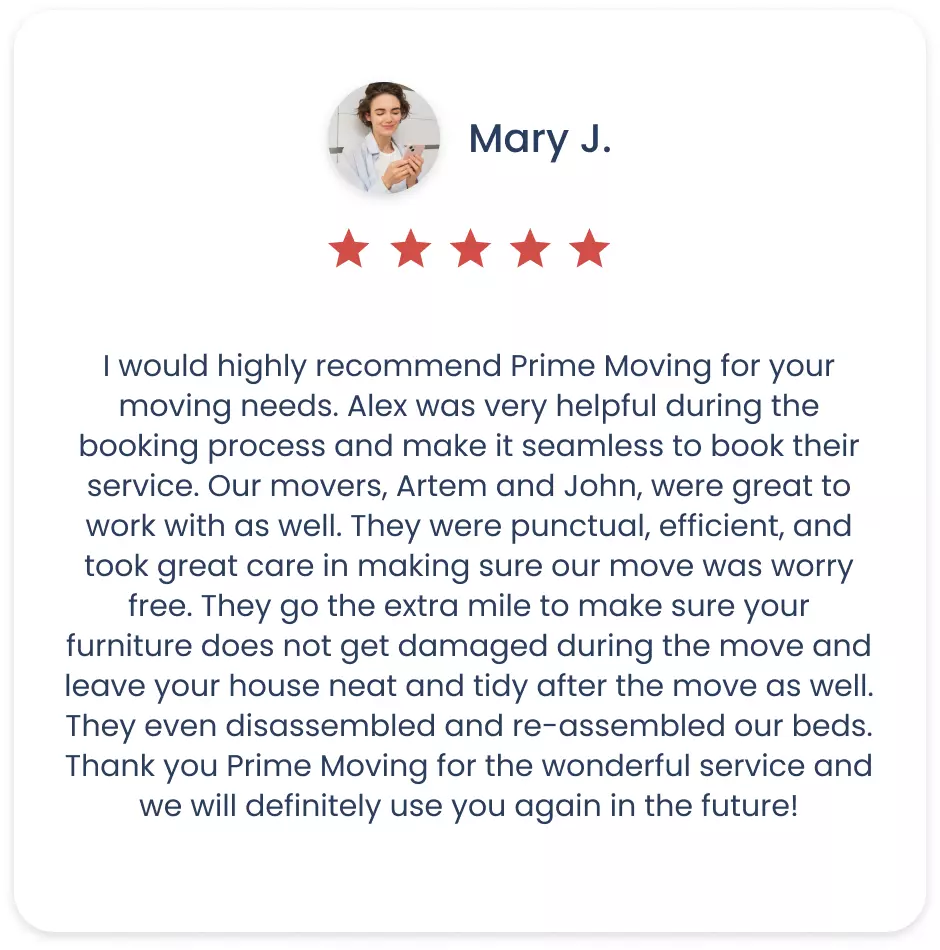 Mary J.
I would highly recommend Prime Moving for your
moving needs. Alex was very helpful during the
booking process and make it seamless to book their
service. Our movers, Artem and John, were great to
work with as well. They were punctual, efficient, and
took great care in making sure our move was worry
free. They go the extra mile to make sure your
furniture does not get damaged during the move and
leave your house neat and tidy after the move as well.
They even disassembled and re-assembled our beds.
Thank you Prime Moving for the wonderful service and
we will definitely use you again in the future!